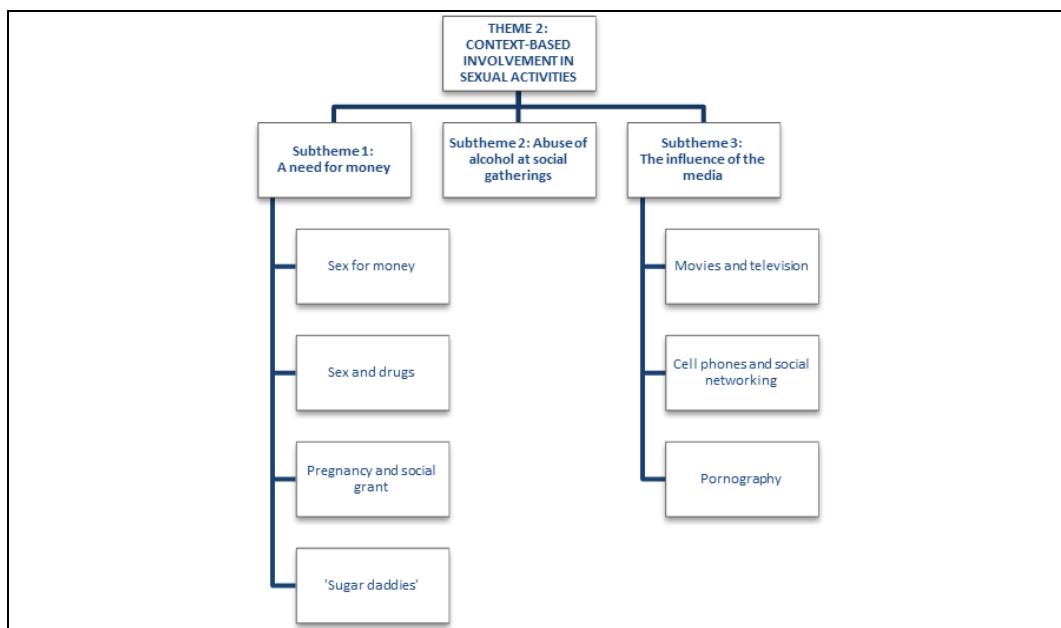 THEME 2:
CONTEXT-BASED
INVOLVEMENT IN
SEXUAL ACTIVITIES
Subtheme 1:
A need for money
Subtheme 2: Abuse of
alcohol at social
gatherings
Subtheme 3:
The influence of the
media
Sex for money
Sex and drugs
Pregnancy and social
grant
'Sugar daddies'
Movies and television
Cell phones and social
networking
Pornography